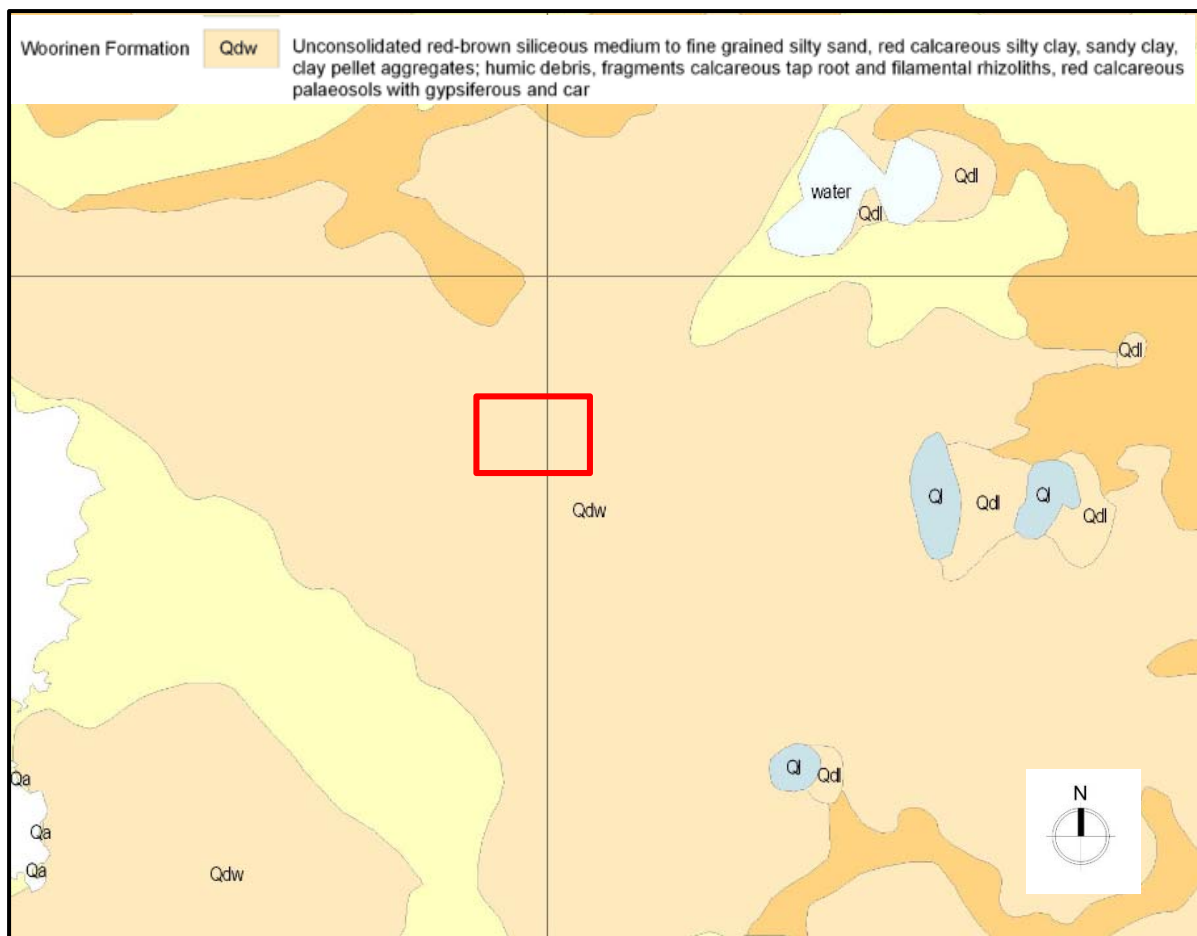 Woorinen Formation Qdw Unconsolidated red-brown siliceous medium to fine grained silty sand, red calcareous silty clay, sandy clay,
clay pellet aggregates; humic debris, fragments calcareous tap root and filamental rhizoliths, red calcareous
palaeosols with gypsiferous and car
Qdl
water
Qdl
Qdl
Ql
Qdl
Ql
Qdl
Qdw
Ql
Qdl
Qa
N
Qa
Qa
Qdw